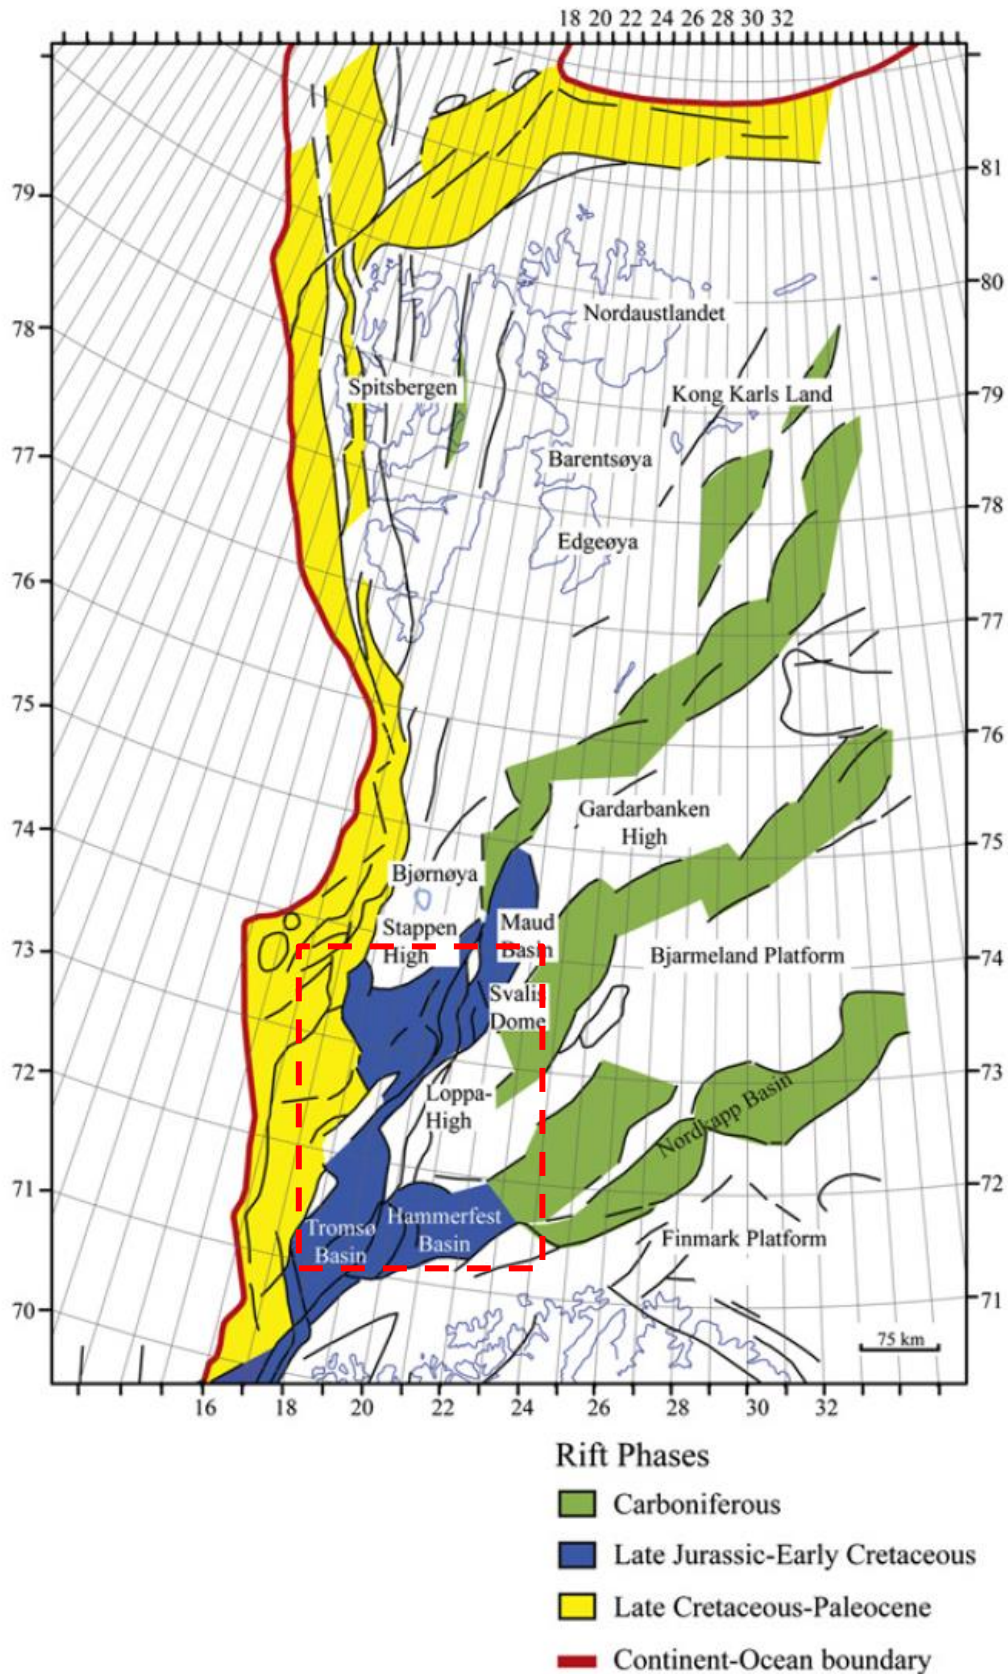 18 20 22 24 26 28 30 32
81
79
80
Nordaustlandet
78
Spitsbergen
Kong Karls Land
79
77
Barentsøya
78
Edgeøya
76
77
75
76
Gardarbanken
High
74
75
Bjørnøya
Stappen
High
Maud
Basin
73
Bjarmeland Platform
74
Svalis
Dome
72
73
Loppa-
High
Nordkapp Basin
71
72
Tromsø
Basin
Hammerfest
Basin
Finmark Platform
70
71
75 km
16 18 20 22 24 26 28 30 32
Rift Phases
Carboniferous
Late Jurassic-Early Cretaceous
Late Cretaceous-Paleocene
Continent-Ocean boundary